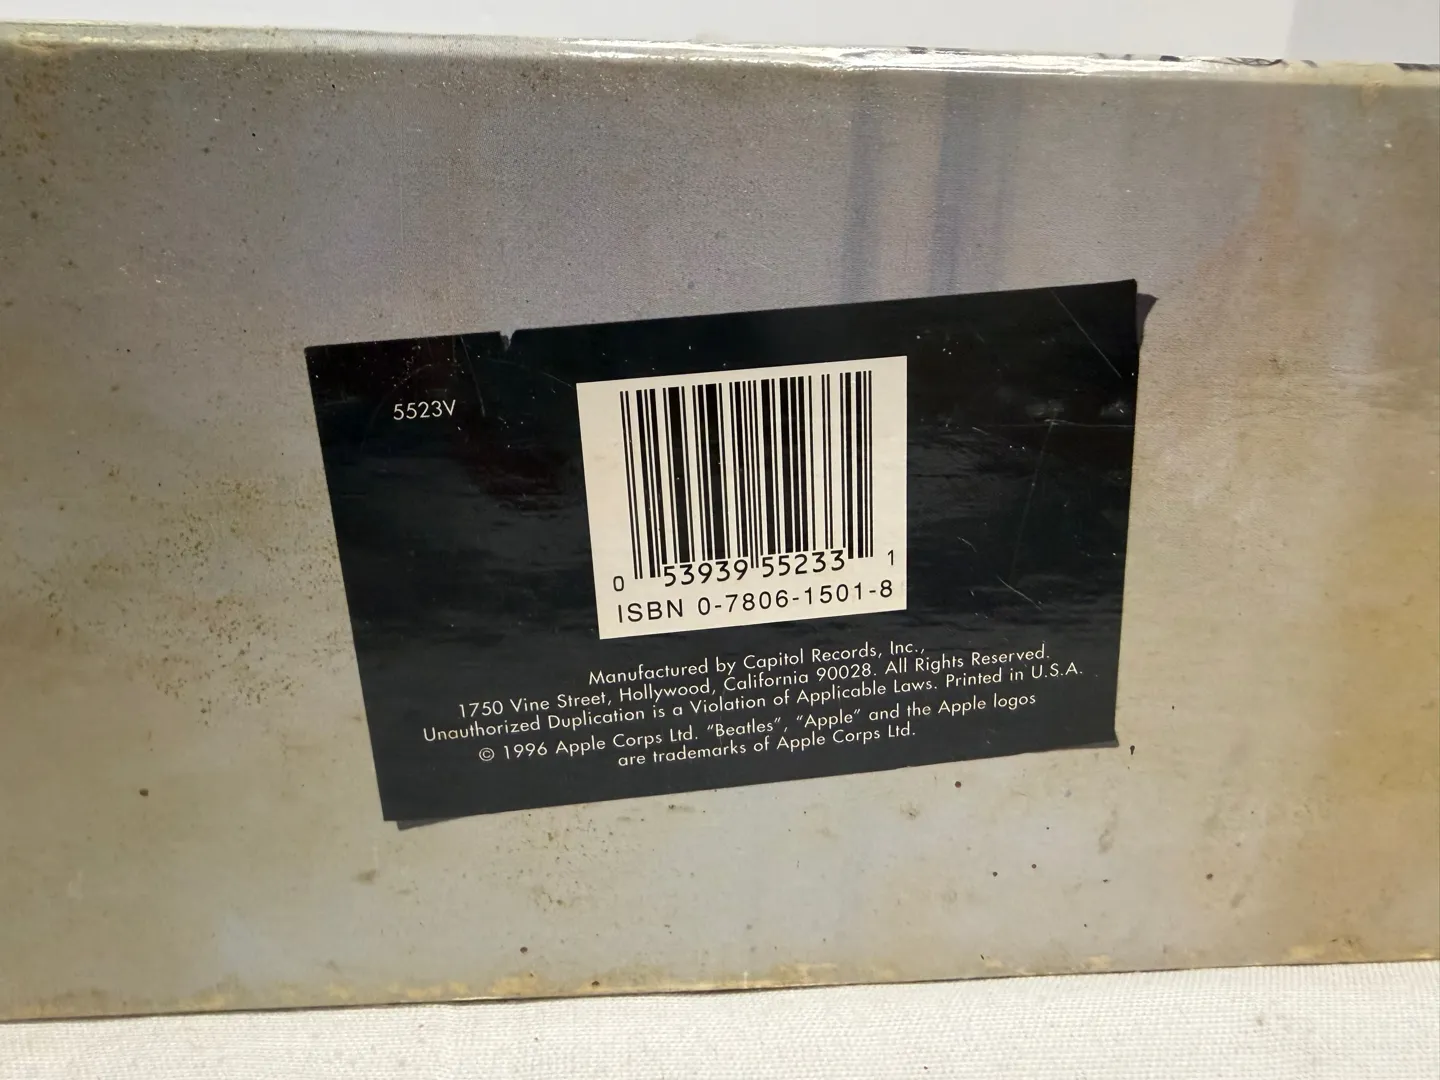 5523V
0 53939 55233 1
ISBN 0-7806-1501-8
Manufactured by Capitol Records, Inc.,
1750 Vine Street, Hollywood, California 90028. All Rights Reserved.
Unauthorized Duplication is a Violation of Applicable Laws. Printed in U.S.A.
© 1996 Apple Corps Ltd. "Beatles", "Apple" and the Apple logos
are trademarks of Apple Corps Ltd.